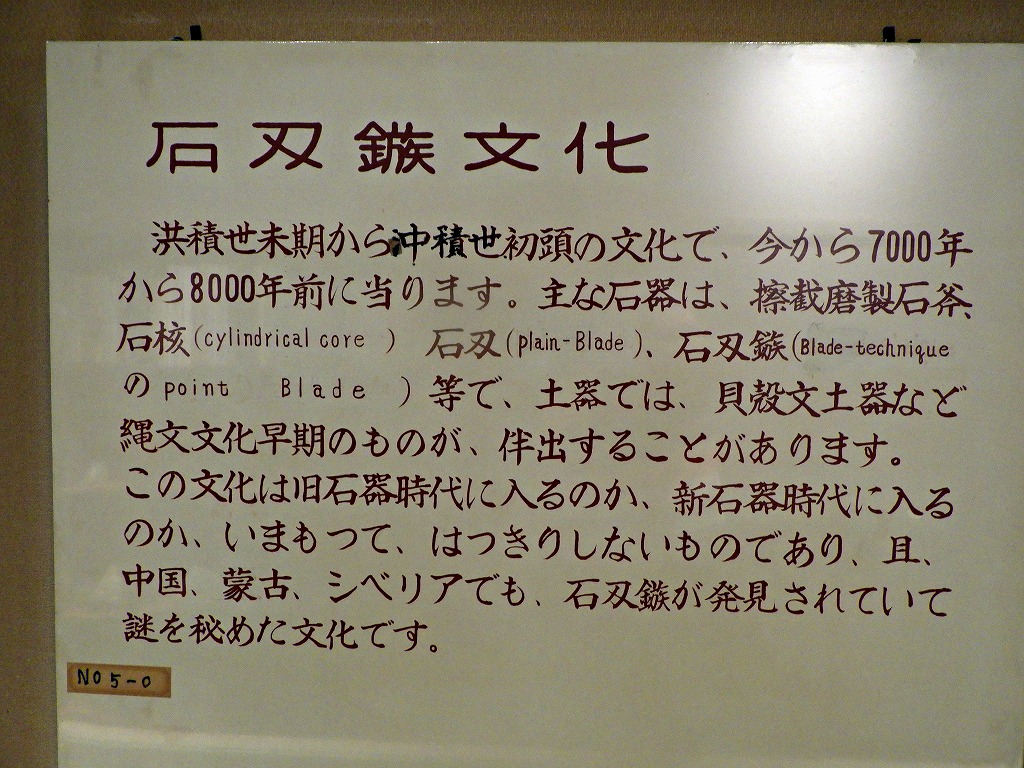 石刃鏃文化
洪積世末期から沖積世初頭の文化で、今から7000年
から8000年前に当ります。主な石器は、擦截磨製石斧、
石核(cylindrical core ) 石刃(plain-Blade)、石刃鏃(Blade-technique
の point Blade )等で、土器では、貝殻文土器など
縄文文化早期のものが、伴出することがあります。
この文化は旧石器時代に入るのか、新石器時代に入る
のか、いまもつて、はつきりしないものであり、且、
中国、蒙古、シベリアでも、石刃鏃が発見されていて
謎を秘めた文化です。
NO 5-0